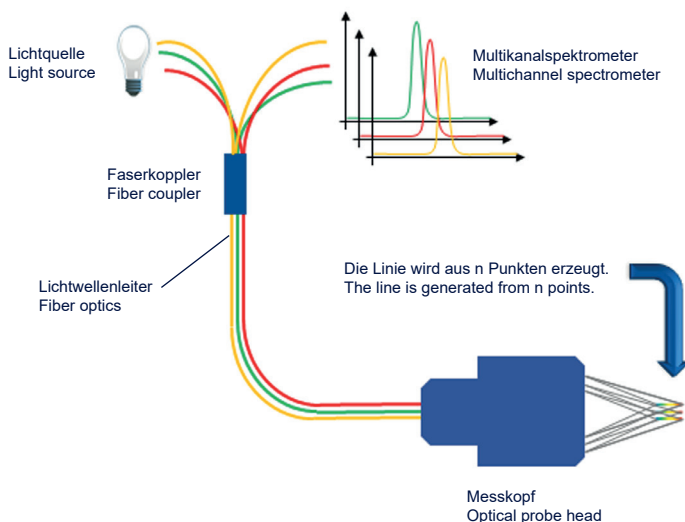 Lichtquelle
Light source
Multikanalspektrometer
Multichannel spectrometer
Faserkoppler
Fiber coupler
Lichtwellenleiter
Fiber optics
Die Linie wird aus n Punkten erzeugt.
The line is generated from n points.
Messkopf
Optical probe head